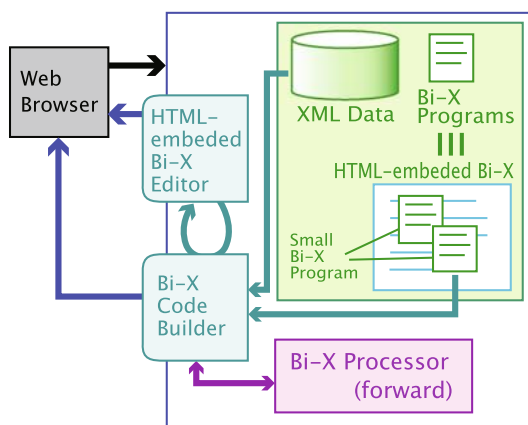 Web
Browser
HTML-
embeded
Bi-X
Editor
XML Data
Bi-X
Programs
HTML-embeded Bi-X
Small
Bi-X
Program
Bi-X
Code
Builder
Bi-X Processor
(forward)